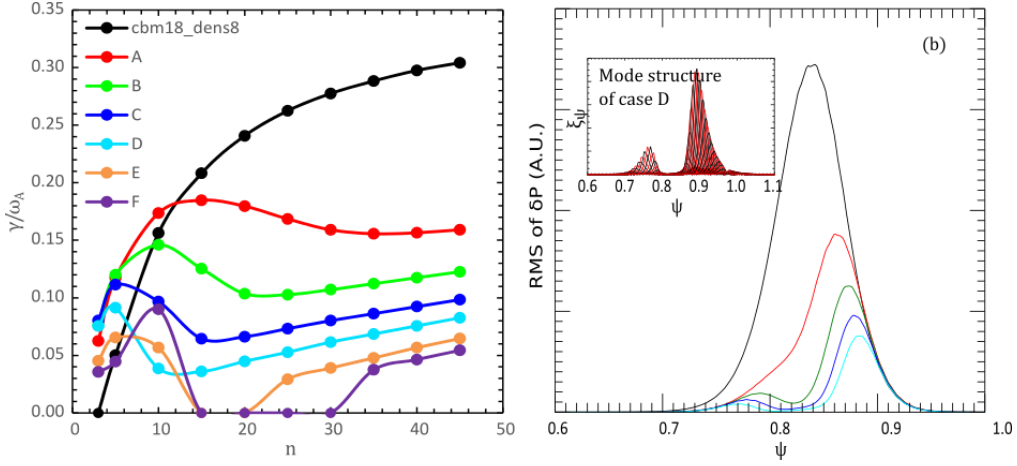 cbm18_dens8
A
B
C
D
E
F
0.35
0.30
0.25
0.20
0.15
0.10
0.05
0.00
γ/ω_A
0 10 20 30 40 50
n
(b)
Mode structure
of case D
ξ_ψ
0.6 0.7 0.8 0.9 1.0 1.1
ψ
RMS of δP (A.U.)
0.6 0.8 0.9 1.0
ψ